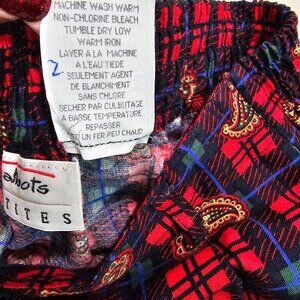 MACHINE WASH WARM
NON-CHLORINE BLEACH
TUMBLE DRY LOW
WARM IRON
LAVER A LA MACHINE
A L'EAU TIEDE
SEULEMENT AGENT
DE BLANCHIMENT
SANS CHLORE
SECHER PAR CULBUTAGE
A BASSE TEMPERATURE
REPASSER
UN FER PEU CHAUD
2
albots
TITES